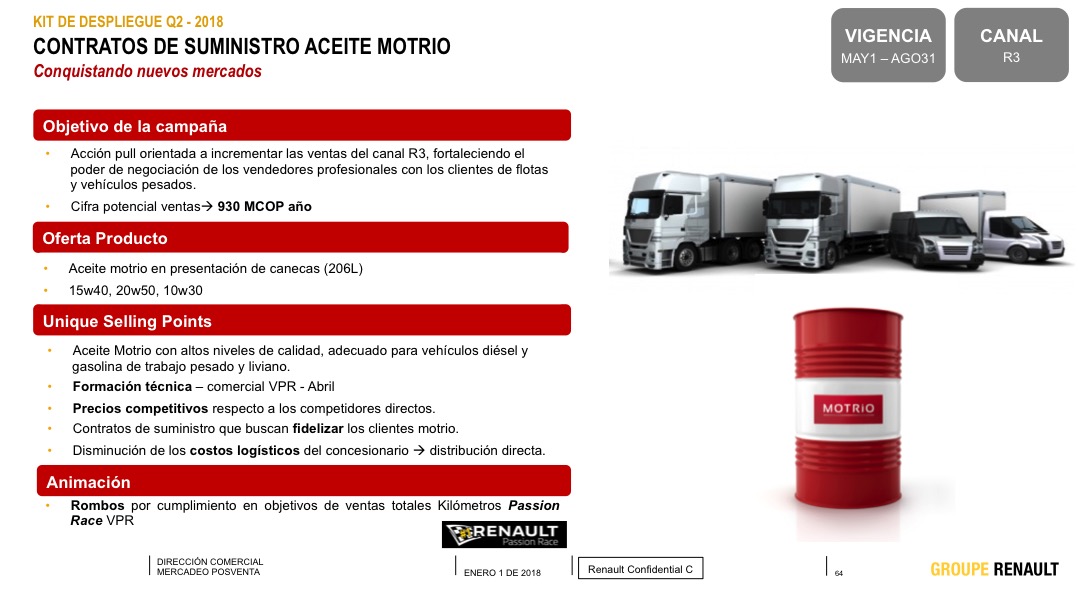 KIT DE DESPLIEGUE Q2 - 2018
CONTRATOS DE SUMINISTRO ACEITE MOTRIO
Conquistando nuevos mercados
VIGENCIA
MAY1 – AGO31
CANAL
R3
Objetivo de la campaña
• Acción pull orientada a incrementar las ventas del canal R3, fortaleciendo el
poder de negociación de los vendedores profesionales con los clientes de flotas
y vehículos pesados.
• Cifra potencial ventas→ 930 MCOP año
Oferta Producto
• Aceite motrio en presentación de canecas (206L)
• 15w40, 20w50, 10w30
Unique Selling Points
• Aceite Motrio con altos niveles de calidad, adecuado para vehículos diésel y
gasolina de trabajo pesado y liviano.
• Formación técnica – comercial VPR - Abril
• Precios competitivos respecto a los competidores directos.
• Contratos de suministro que buscan fidelizar los clientes motrio.
• Disminución de los costos logísticos del concesionario → distribución directa.
Animación
• Rombos por cumplimiento en objetivos de ventas totales Kilómetros Passion
Race VPR
RENAULT
Passion Race
MOTRiO
DIRECCIÓN COMERCIAL
MERCADEO POSVENTA
ENERO 1 DE 2018
Renault Confidential C
64
GROUPE RENAULT